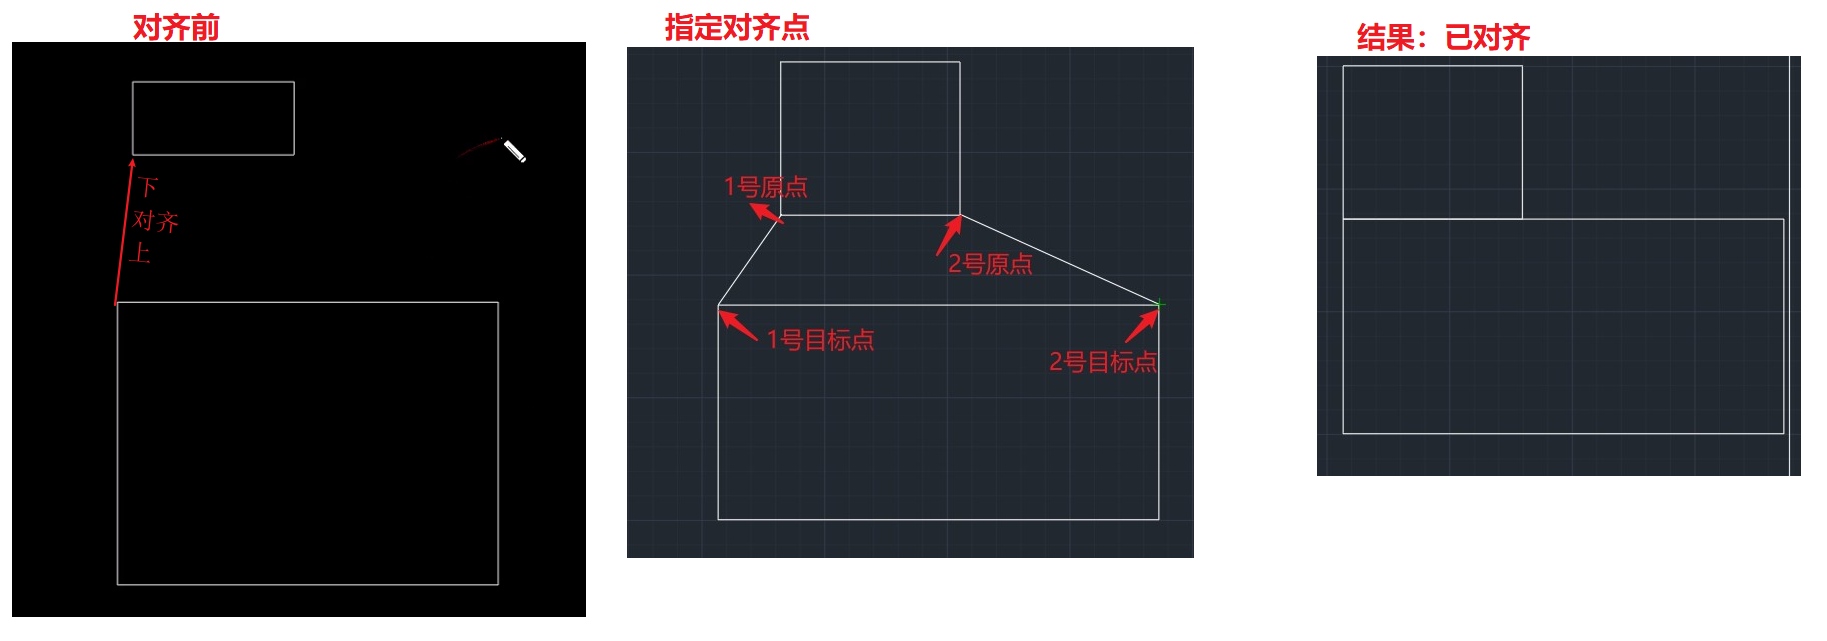 对齐前
下
对齐
上
指定对齐点
1号原点
2号原点
1号目标点
2号目标点
结果：已对齐